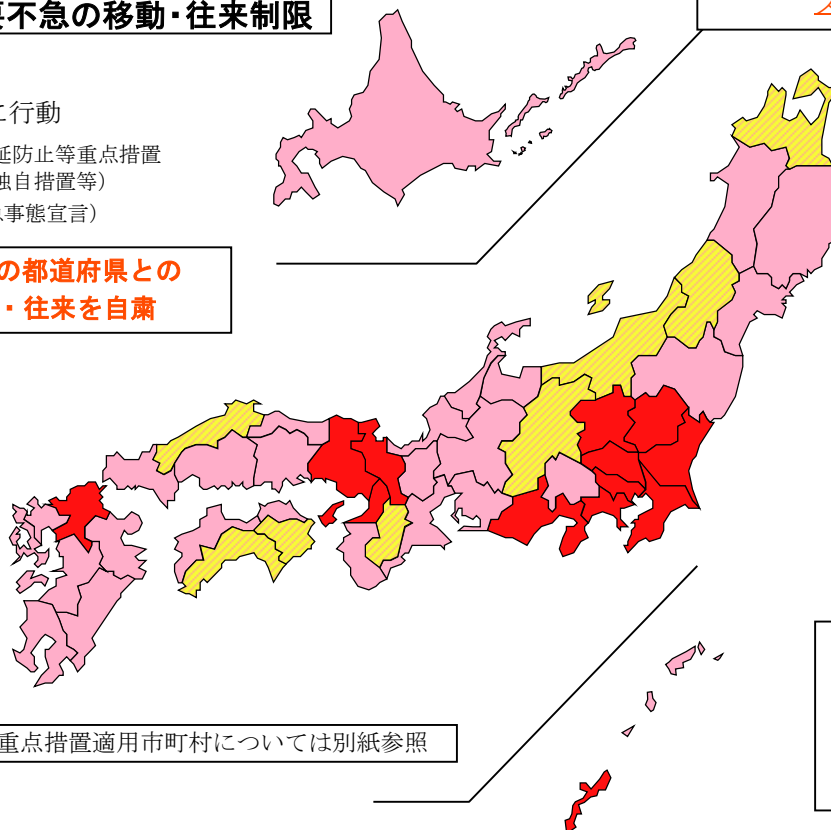 不急の移動・往来制限
に行動
延防止等重点措置
独自措置等）
事態宣言）
の都道府県との
・往来を自粛
重点措置適用市町村については別紙参照